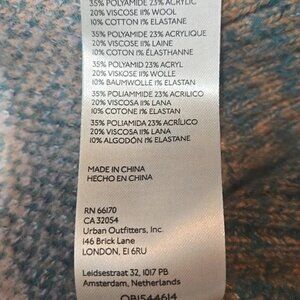 35% POLYAMIDE 23% ACRYLIC
20% VISCOSE 11% WOOL
10% COTTON 1% ELASTANE
35% POLYAMIDE 23% ACRYLIQUE
20% VISCOSE 11% LAINE
10% COTON 1% ÉLASTHANNE
35% POLYAMID 23% ACRYL
20% VISKOSE 11% WOLLE
10% BAUMWOLLE 1% ELASTAN
35% POLIAMMIDE 23% ACRILICO
20% VISCOSA 11% LANA
10% COTONE 1% ELASTAN
35% POLIAMIDA 23% ACRÍLICO
20% VISCOSA 11% LANA
10% ALGODÓN 1% ELASTANE
MADE IN CHINA
HECHO EN CHINA
RN 66170
CA 32054
Urban Outfitters, Inc.
146 Brick Lane
LONDON, E1 6RU
Leidsestraat 32, 1017 PB
Amsterdam, Netherlands
OB1544614